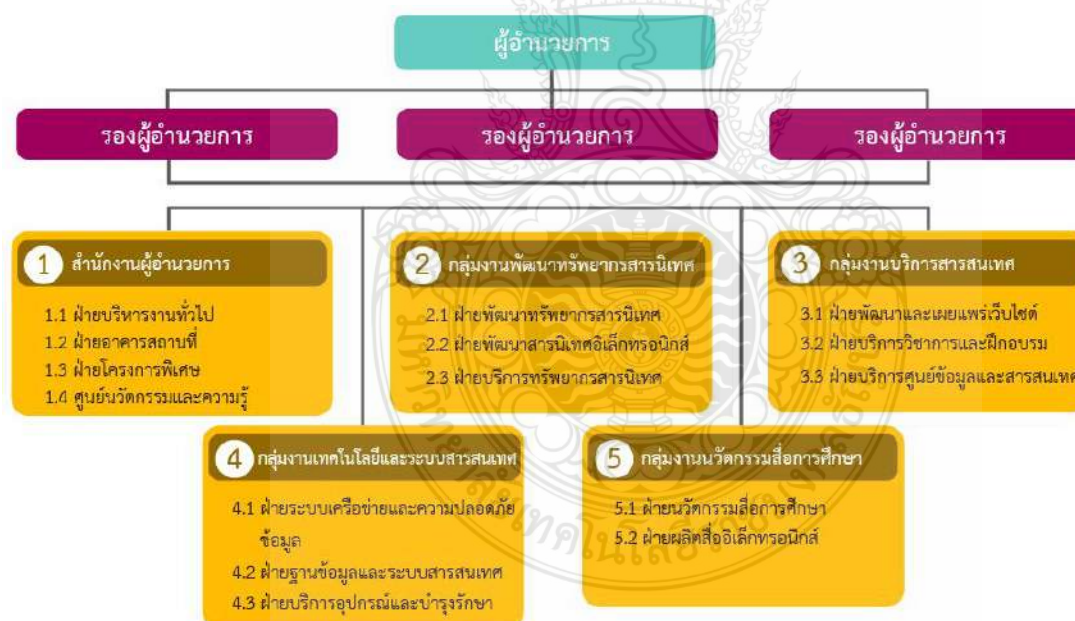 ผู้อำนวยการ
รองผู้อำนวยการ
รองผู้อำนวยการ
รองผู้อำนวยการ
1 สำนักงานผู้อำนวยการ
1.1 ฝ่ายบริหารงานทั่วไป
1.2 ฝ่ายอาคารสถานที่
1.3 ฝ่ายโครงการพิเศษ
1.4 ศูนย์นวัตกรรมและความรู้
2 กลุ่มงานพัฒนาทรัพยากรสารนิเทศ
2.1 ฝ่ายพัฒนาทรัพยากรสารนิเทศ
2.2 ฝ่ายพัฒนาสารนิเทศอิเล็กทรอนิกส์
2.3 ฝ่ายบริการทรัพยากรสารนิเทศ
3 กลุ่มงานบริการสารสนเทศ
3.1 ฝ่ายพัฒนาและเผยแพร่เว็บไซต์
3.2 ฝ่ายบริการวิชาการและฝึกอบรม
3.3 ฝ่ายบริการศูนย์ข้อมูลและสารสนเทศ
4 กลุ่มงานเทคโนโลยีและระบบสารสนเทศ
4.1 ฝ่ายระบบเครือข่ายและความปลอดภัย
ข้อมูล
4.2 ฝ่ายฐานข้อมูลและระบบสารสนเทศ
4.3 ฝ่ายบริการอุปกรณ์และบำรุงรักษา
5 กลุ่มงานนวัตกรรมสื่อการศึกษา
5.1 ฝ่ายนวัตกรรมสื่อการศึกษา
5.2 ฝ่ายผลิตสื่ออิเล็กทรอนิกส์